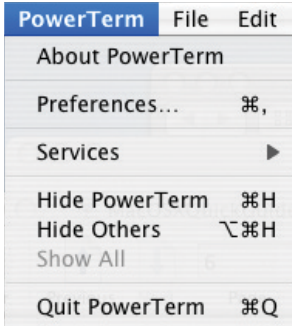 PowerTerm File Edit
About PowerTerm
Preferences... ⌘,
Services ▶
Hide PowerTerm ⌘H
Hide Others ⌥⌘H
Show All
Quit PowerTerm ⌘Q